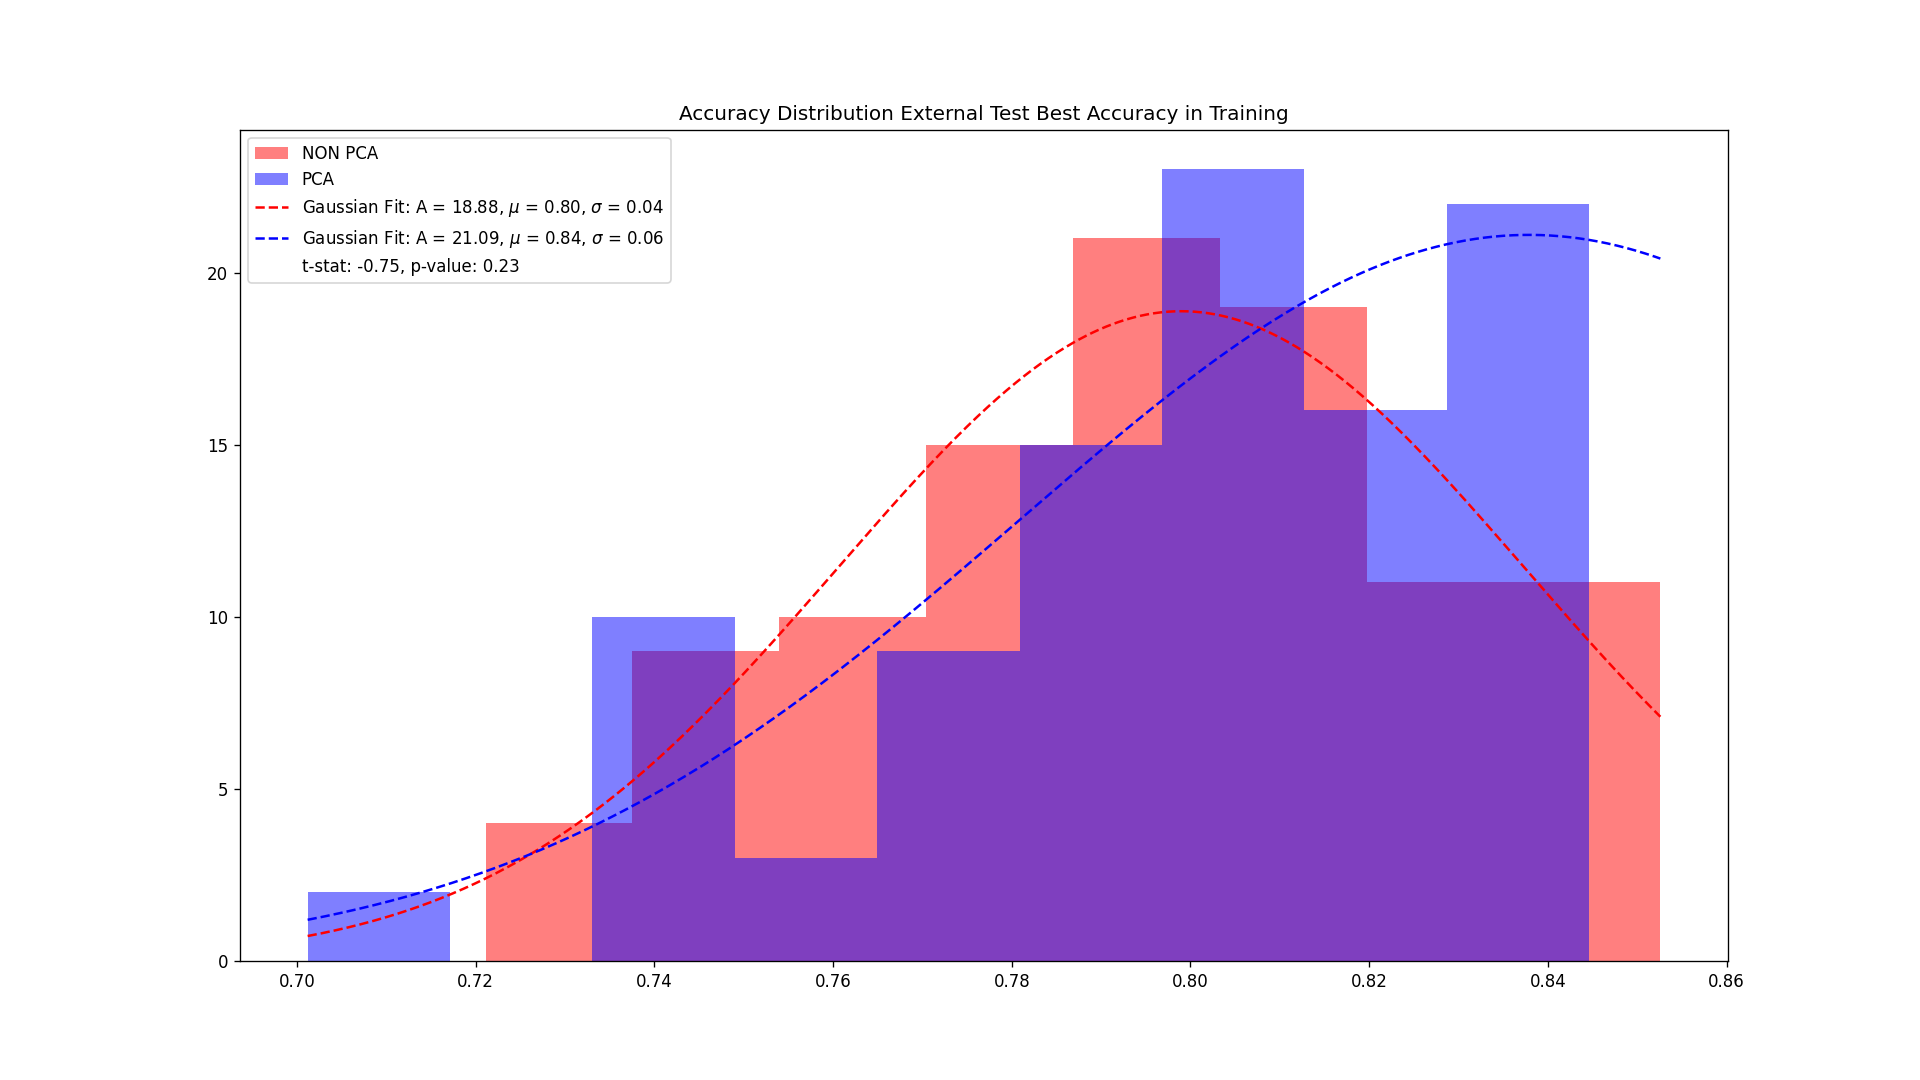 Accuracy Distribution External Test Best Accuracy in Training
NON PCA
PCA
Gaussian Fit: A = 18.88, μ = 0.80, σ = 0.04
Gaussian Fit: A = 21.09, μ = 0.84, σ = 0.06
t-stat: -0.75, p-value: 0.23
20
15
10
5
0
0.70 0.72 0.74 0.76 0.78 0.80 0.82 0.84 0.86